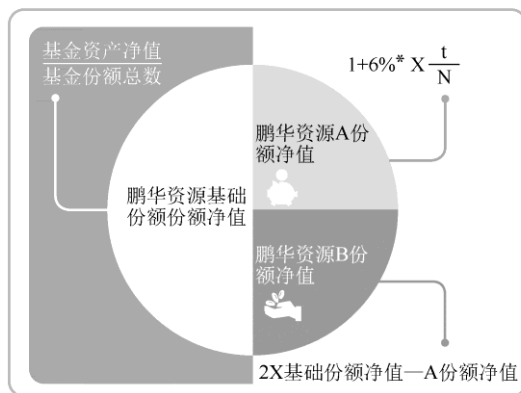 基金资产净值
基金份额总数
1+6%* X t
N
鹏华资源A份
额净值
鹏华资源基础
份额份额净值
鹏华资源B份
额净值
2X基础份额净值—A份额净值